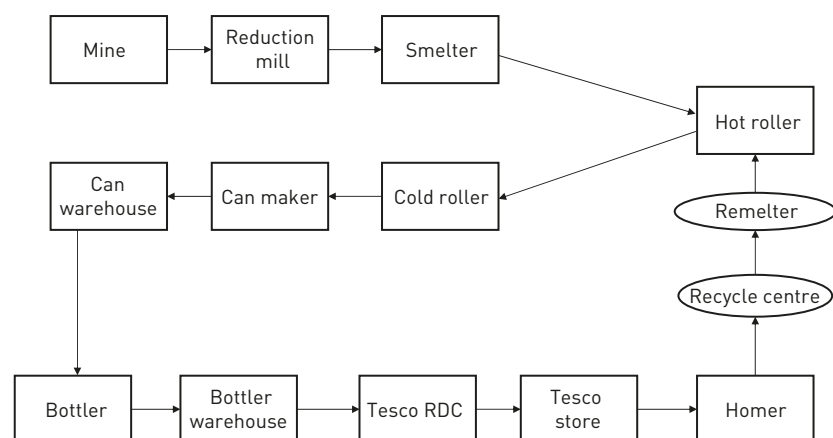 Mine
Reduction
mill
Smelter
Hot roller
Can
warehouse
Can maker
Cold roller
Remelter
Recycle centre
Bottler
Bottler
warehouse
Tesco RDC
Tesco
store
Homer